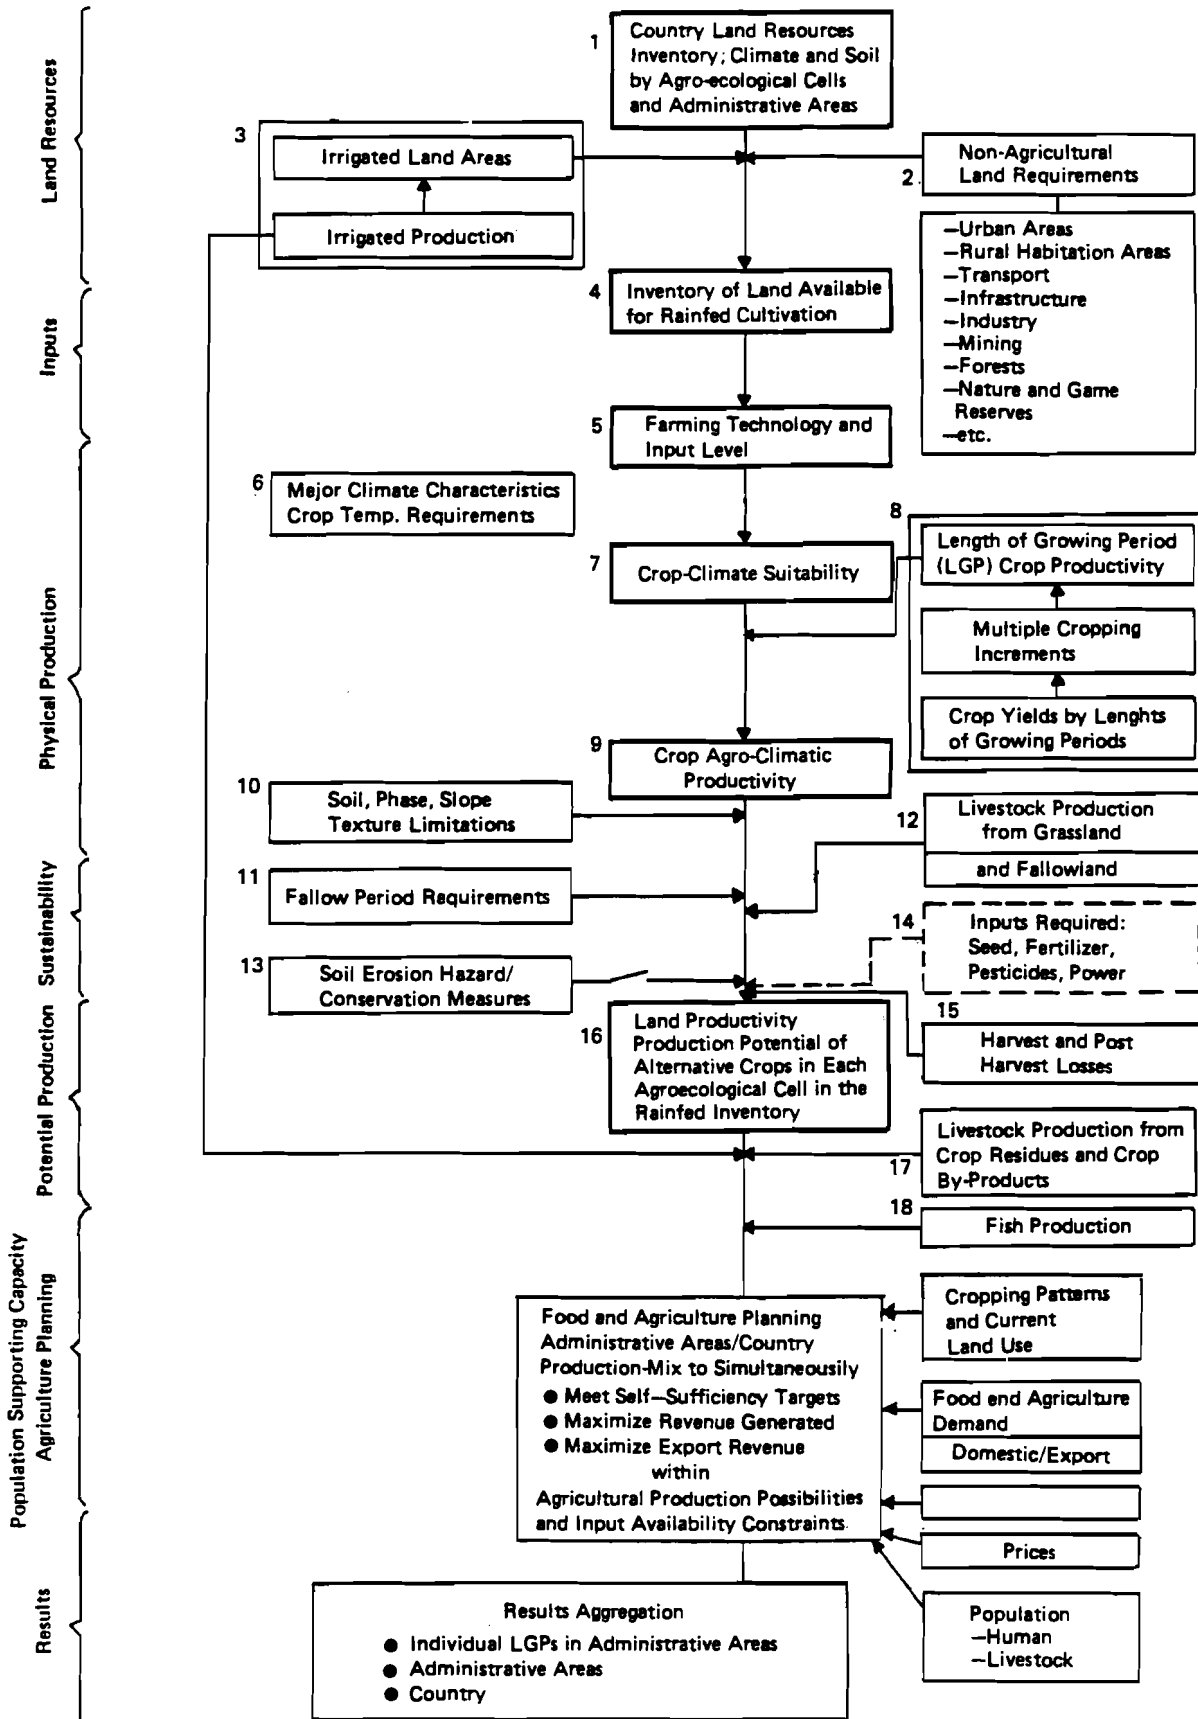 Land Resources
Inputs
Physical Production
Sustainability
Potential Production
Population Supporting Capacity
Agriculture Planning
Results
1
Country Land Resources
Inventory; Climate and Soil
by Agro-ecological Cells
and Administrative Areas
3
Irrigated Land Areas
Irrigated Production
2
Non-Agricultural
Land Requirements
—Urban Areas
—Rural Habitation Areas
—Transport
—Infrastructure
—Industry
—Mining
—Forests
—Nature and Game
Reserves
—etc.
4
Inventory of Land Available
for Rainfed Cultivation
5
Farming Technology and
Input Level
6
Major Climate Characteristics
Crop Temp. Requirements
7
Crop-Climate Suitability
8
Length of Growing Period
(LGP) Crop Productivity
Multiple Cropping
Increments
Crop Yields by Lenghts
of Growing Periods
9
Crop Agro-Climatic
Productivity
10
Soil, Phase, Slope
Texture Limitations
11
Fallow Period Requirements
12
Livestock Production
from Grassland
and Fallowland
13
Soil Erosion Hazard/
Conservation Measures
14
Inputs Required:
Seed, Fertilizer,
Pesticides, Power
15
Harvest and Post
Harvest Losses
16
Land Productivity
Production Potential of
Alternative Crops in Each
Agroecological Cell in the
Rainfed Inventory
17
Livestock Production from
Crop Residues and Crop
By-Products
18
Fish Production
Food and Agriculture Planning
Administrative Areas/Country
Production-Mix to Simultaneousily
● Meet Self—Sufficiency Targets
● Maximize Revenue Generated
● Maximize Export Revenue
within
Agricultural Production Possibilities
and Input Availability Constraints
Cropping Patterns
and Current
Land Use
Food end Agriculture
Demand
Domestic/Export
Prices
Population
—Human
—Livestock
Results Aggregation
● Individual LGPs in Administrative Areas
● Administrative Areas
● Country